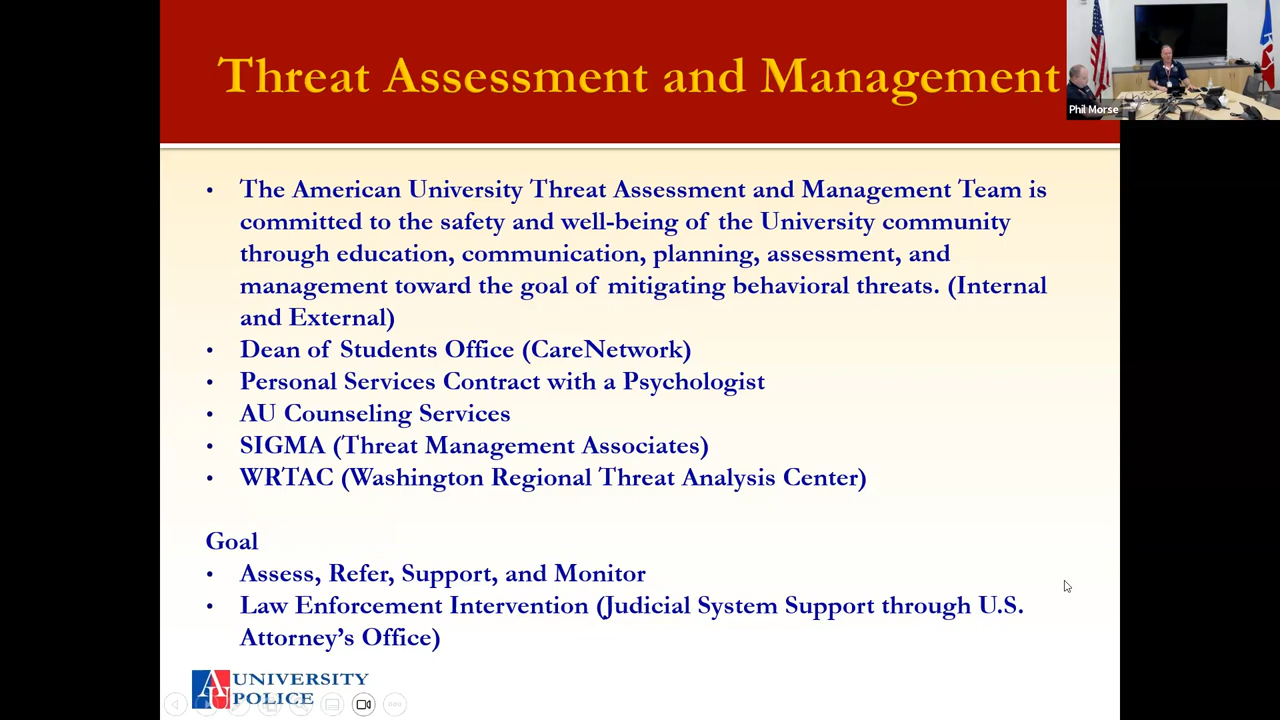 Threat Assessment and Management
Phil Morse
• The American University Threat Assessment and Management Team is
committed to the safety and well-being of the University community
through education, communication, planning, assessment, and
management toward the goal of mitigating behavioral threats. (Internal
and External)
• Dean of Students Office (CareNetwork)
• Personal Services Contract with a Psychologist
• AU Counseling Services
• SIGMA (Threat Management Associates)
• WRTAC (Washington Regional Threat Analysis Center)
Goal
• Assess, Refer, Support, and Monitor
• Law Enforcement Intervention (Judicial System Support through U.S.
Attorney’s Office)
AU UNIVERSITY
POLICE